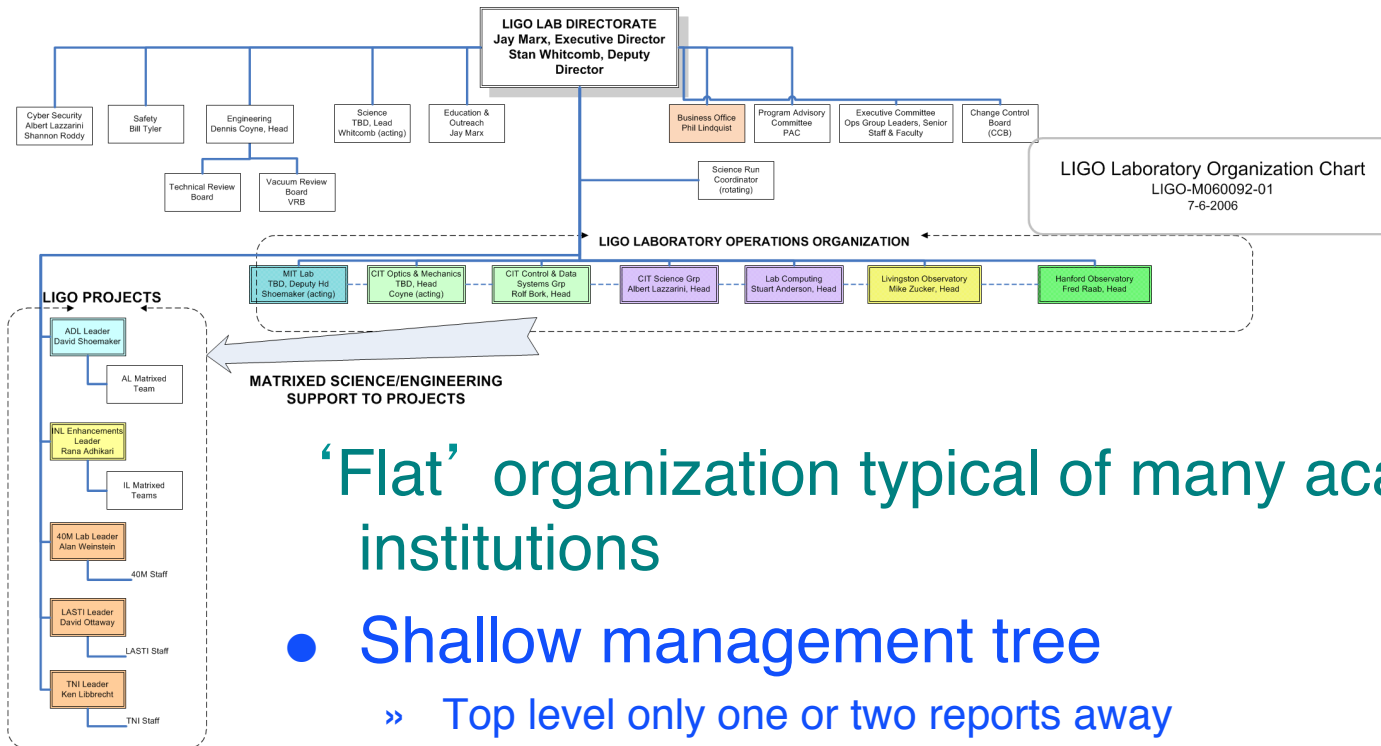 LIGO LAB DIRECTORATE
Jay Marx, Executive Director
Stan Whitcomb, Deputy
Director
Cyber Security
Albert Lazzarini
Shannon Roddy
Safety
Bill Tyler
Engineering
Dennis Coyne, Head
Science
TBD, Lead
Whitcomb (acting)
Education &
Outreach
Jay Marx
Business Office
Phil Lindquist
Program Advisory
Committee
PAC
Executive Committee
Ops Group Leaders, Senior
Staff & Faculty
Change Control
Board
(CCB)
Technical Review
Board
Vacuum Review
Board
VRB
Science Run
Coordinator
(rotating)
LIGO Laboratory Organization Chart
LIGO-M060092-01
7-6-2006
LIGO LABORATORY OPERATIONS ORGANIZATION
MIT Lab
TBD, Deputy Hd
Shoemaker (acting)
CIT Optics & Mechanics
TBD, Head
Coyne (acting)
CIT Control & Data
Systems Grp
Rolf Bork, Head
CIT Science Grp
Albert Lazzarini, Head
Lab Computing
Stuart Anderson, Head
Livingston Observatory
Mike Zucker, Head
Hanford Observatory
Fred Raab, Head
LIGO PROJECTS
ADL Leader
David Shoemaker
AL Matrixed
Team
INL Enhancements
Leader
Rana Adhikari
IL Matrixed
Teams
40M Lab Leader
Alan Weinstein
40M Staff
LASTI Leader
David Ottaway
LASTI Staff
TNI Leader
Ken Libbrecht
TNI Staff
MATRIXED SCIENCE/ENGINEERING
SUPPORT TO PROJECTS
‘Flat’ organization typical of many aca
institutions
● Shallow management tree
» Top level only one or two reports away